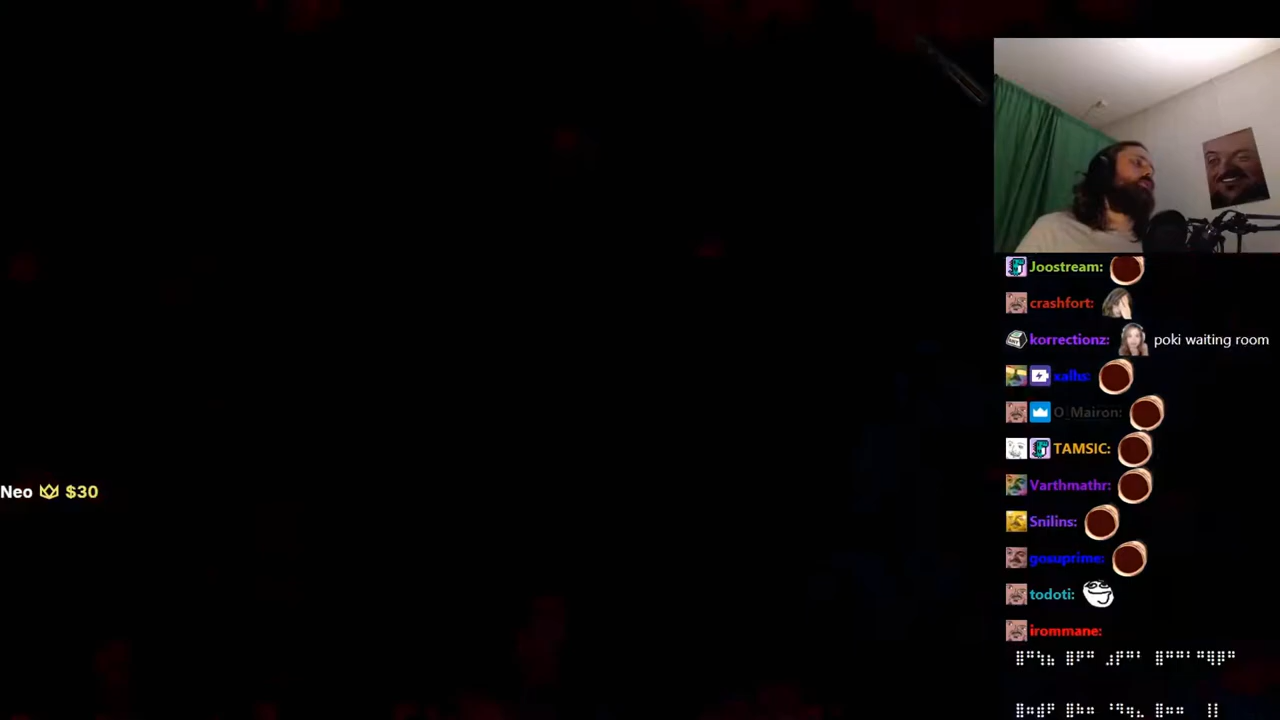 Joostream:
crashfort:
korrectionz: poki waiting room
xalhs:
O_Mairon:
TAMSIC:
Varthmathr:
Neo $30
Snilins:
gosuprime:
todoti:
irommane: